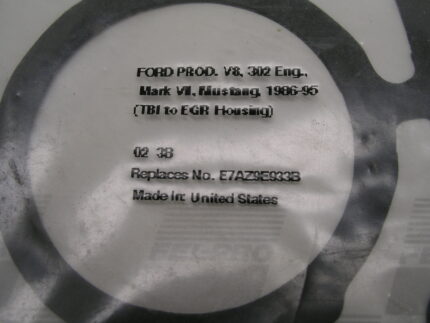 FORD PROD. V8, 302 Eng.,
Mark VII, Mustang, 1986-95
(TBI to EGR Housing)
02 3B
Replaces No. E7AZ9E933B
Made in: United States